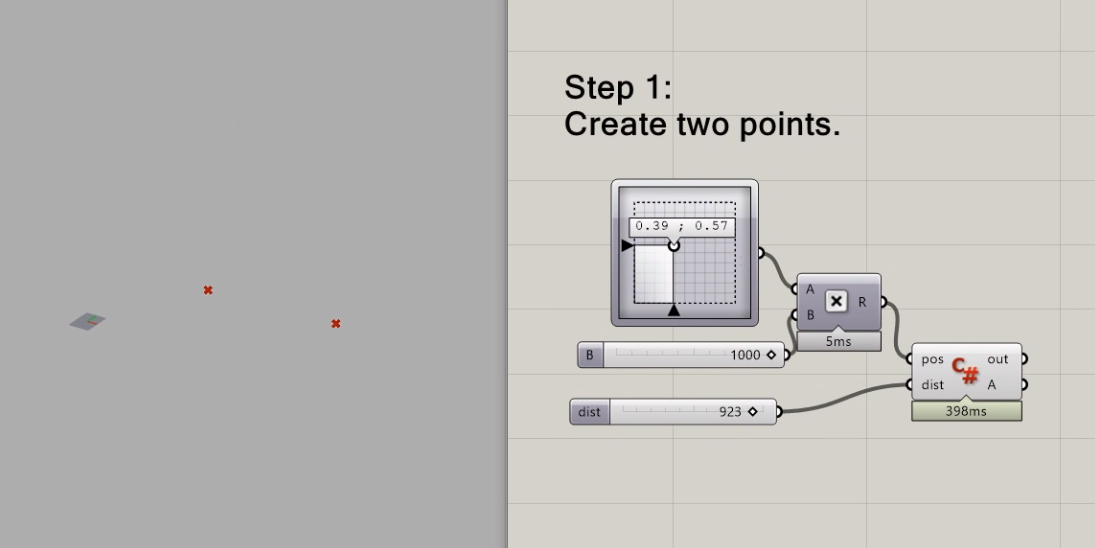 Step 1:
Create two points.
0.39 ; 0.57
A
B
R
5ms
B
1000
pos
dist
C#
out
A
398ms
dist
923